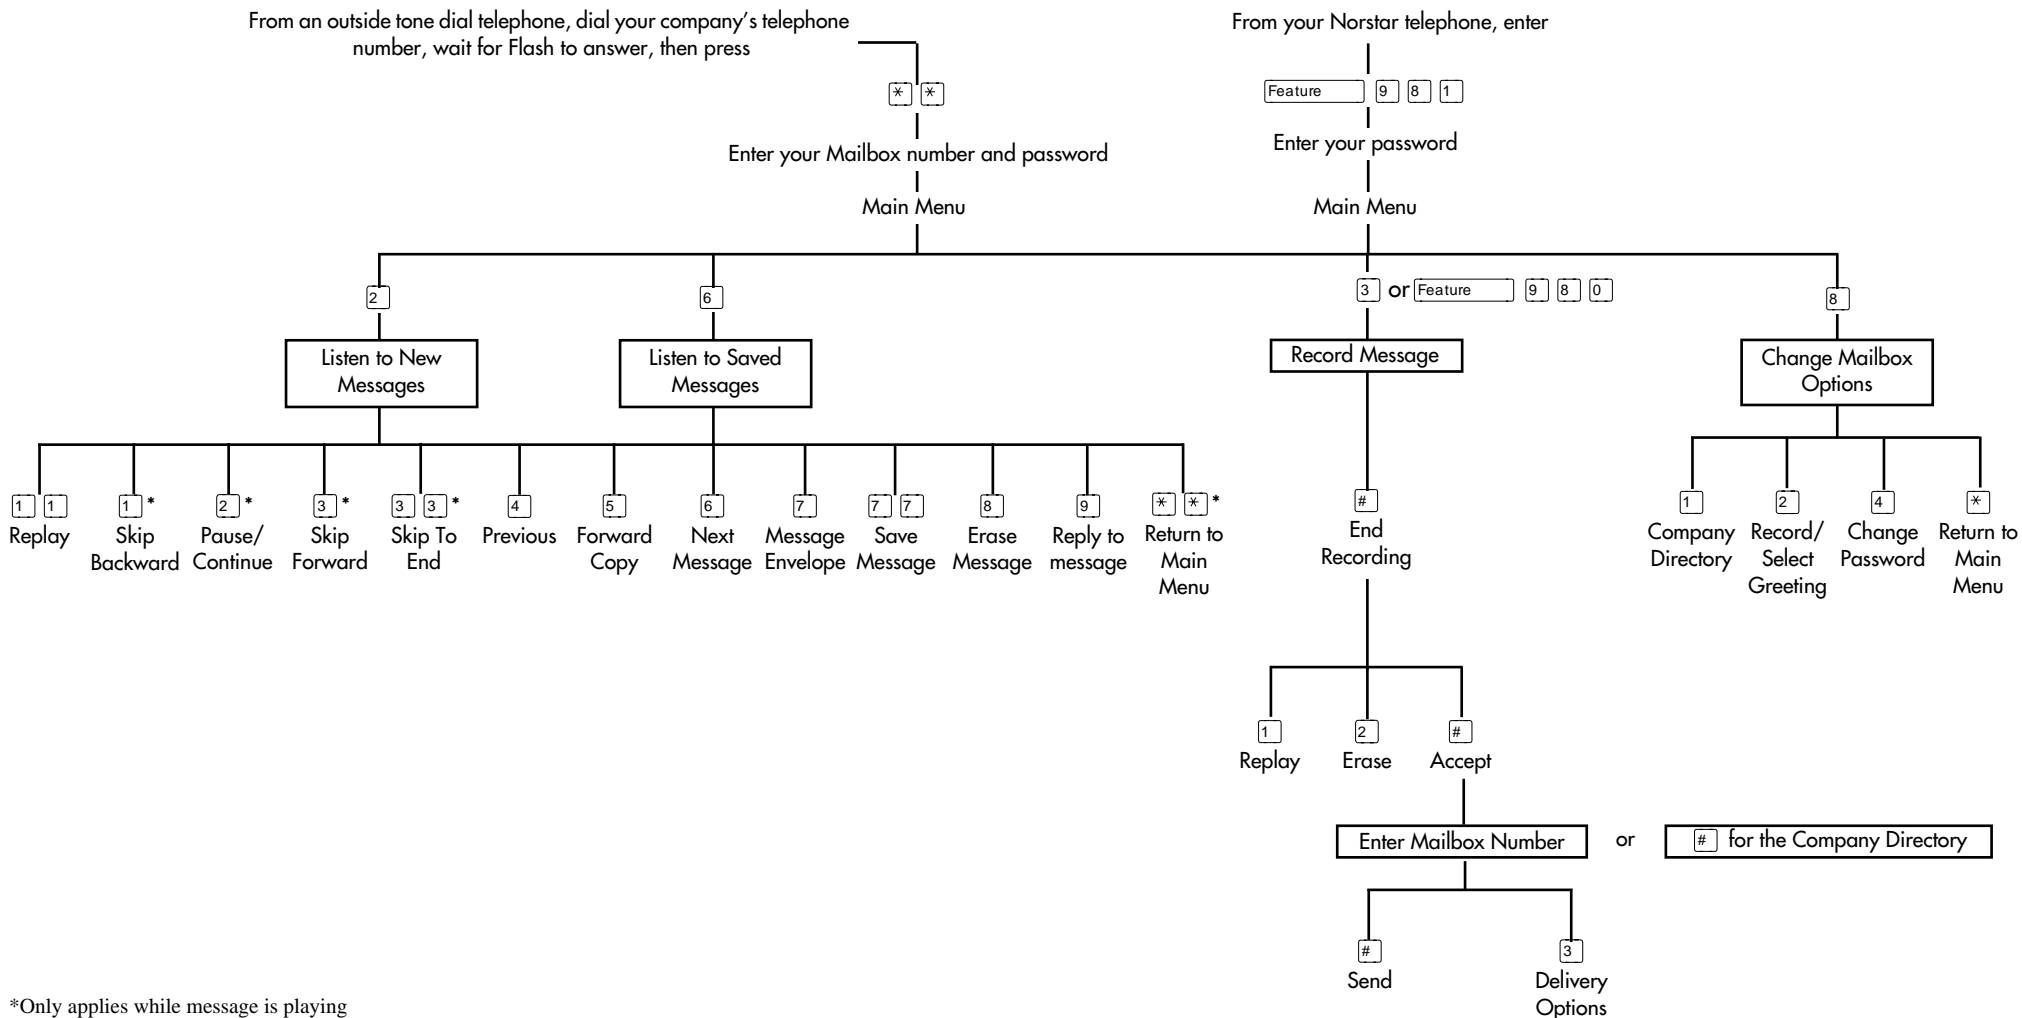 From an outside tone dial telephone, dial your company's telephone
number, wait for Flash to answer, then press
* *
Enter your Mailbox number and password
Main Menu
From your Norstar telephone, enter
Feature 9 8 1
Enter your password
Main Menu
2
Listen to New
Messages
6
Listen to Saved
Messages
3 or Feature 9 8 0
Record Message
8
Change Mailbox
Options
1 1
Replay
1 *
Skip
Backward
2 *
Pause/
Continue
3 *
Skip
Forward
3 3 *
Skip To
End
4
Previous
5
Forward
Copy
6
Next
Message
7
Message
Envelope
7 7
Save
Message
8
Erase
Message
9
Reply to
message
* * *
Return to
Main
Menu
#
End
Recording
1
Company
Directory
2
Record/
Select
Greeting
4
Change
Password
*
Return to
Main
Menu
1
Replay
2
Erase
#
Accept
Enter Mailbox Number
or
# for the Company Directory
#
Send
3
Delivery
Options
*Only applies while message is playing